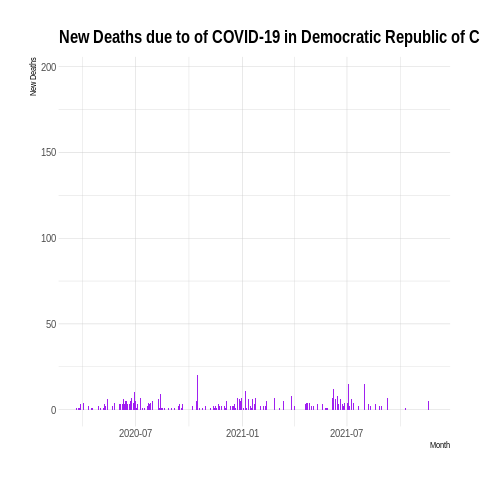 New Deaths due to of COVID-19 in Democratic Republic of C
New Deaths
200
150
100
50
0
2020-07
2021-01
2021-07
Month